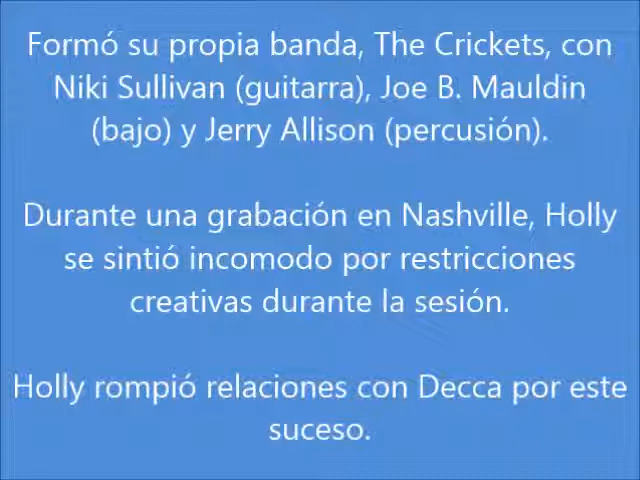 Formó su propia banda, The Crickets, con
Niki Sullivan (guitarra), Joe B. Mauldin
(bajo) y Jerry Allison (percusión).
Durante una grabación en Nashville, Holly
se sintió incomodo por restricciones
creativas durante la sesión.
Holly rompió relaciones con Decca por este
suceso.